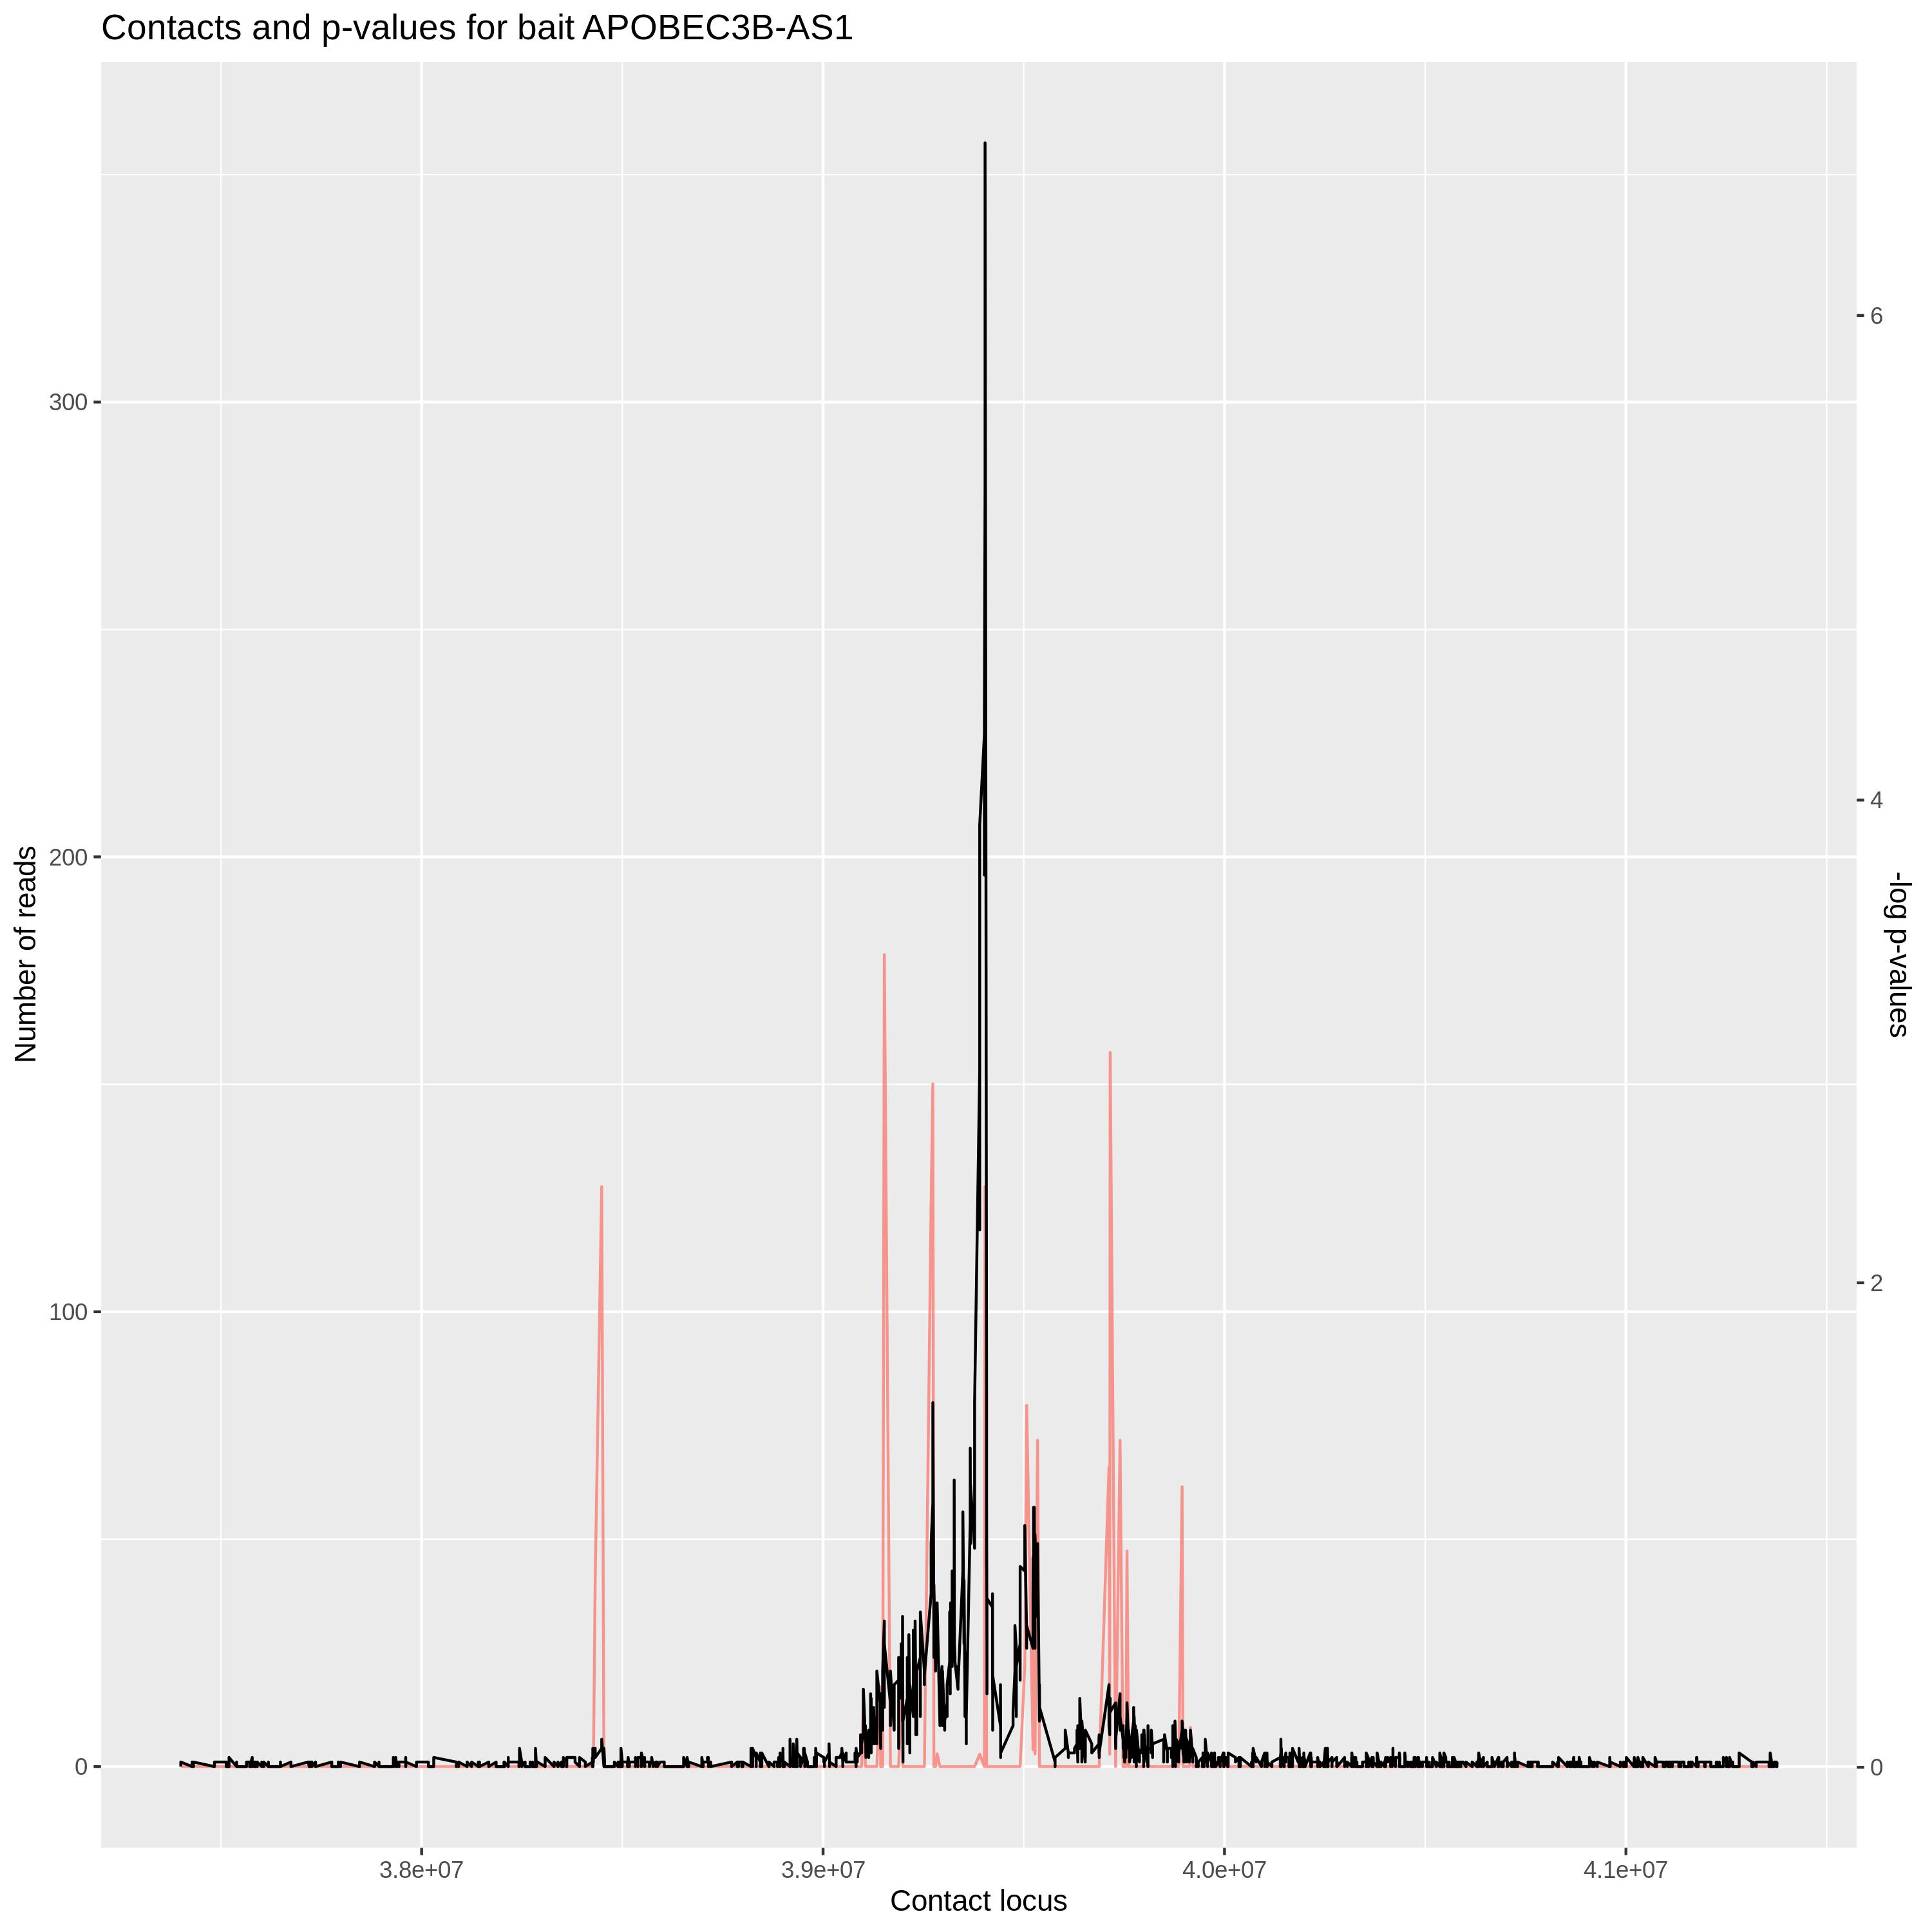 Contacts and p-values for bait APOBEC3B-AS1
Number of reads
300
200
100
0
6
4
2
0
-log p-values
3.8e+07
3.9e+07
4.0e+07
4.1e+07
Contact locus